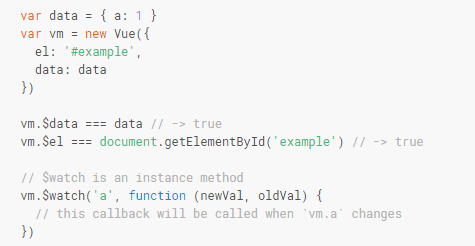 var data = { a: 1 }
var vm = new Vue({
  el: '#example',
  data: data
})

vm.$data === data // -> true
vm.$el === document.getElementById('example') // -> true

// $watch is an instance method
vm.$watch('a', function (newVal, oldVal) {
  // this callback will be called when `vm.a` changes
})